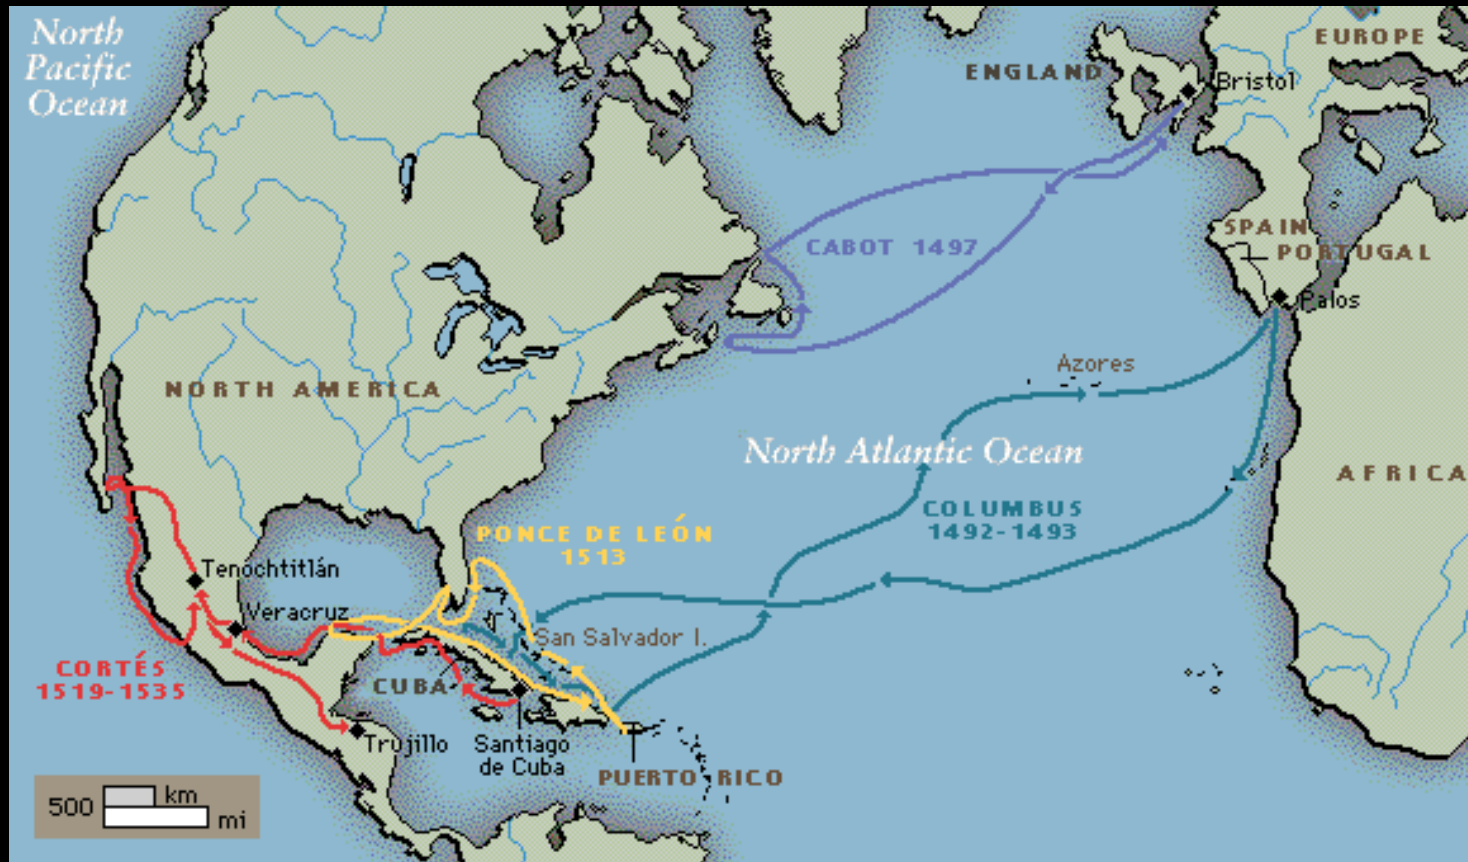 North
Pacific
Ocean
EUROPE
ENGLAND
Bristol
SPAIN
PORTUGAL
CABOT 1497
Palos
Azores
NORTH AMERICA
North Atlantic Ocean
AFRICA
COLUMBUS
1492-1493
PONCE DE LEÓN
1513
Tenochtitlán
Veracruz
San Salvador I.
CORTÉS
1519-1535
CUBA
Trujillo
Santiago
de Cuba
PUERTO RICO
500 km
mi